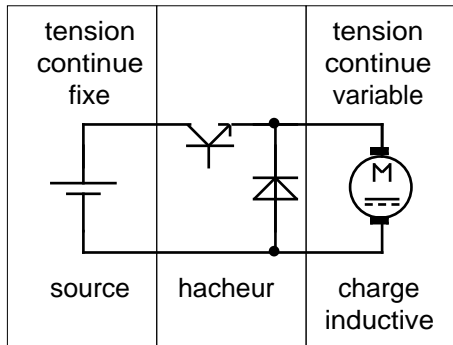 tension
continue
fixe
tension
continue
variable
M
source
hacheur
charge
inductive